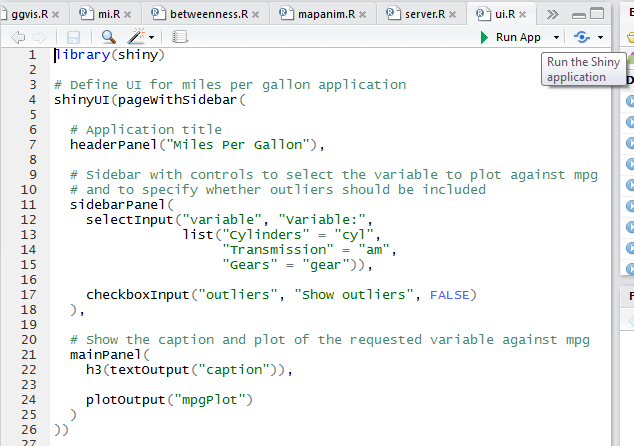 ggvis.R
mi.R
betweenness.R
mapanim.R
server.R
ui.R
Run App
Run the Shiny
application
1 library(shiny)
2
3 # Define UI for miles per gallon application
4 shinyUI(pageWithSidebar(
5
6   # Application title
7   headerPanel("Miles Per Gallon"),
8
9   # Sidebar with controls to select the variable to plot against mpg
10   # and to specify whether outliers should be included
11   sidebarPanel(
12     selectInput("variable", "Variable:",
13                 list("Cylinders" = "cyl",
14                      "Transmission" = "am",
15                      "Gears" = "gear")),
16
17     checkboxInput("outliers", "Show outliers", FALSE)
18   ),
19
20   # Show the caption and plot of the requested variable against mpg
21   mainPanel(
22     h3(textOutput("caption")),
23
24     plotOutput("mpgPlot")
25   )
26 ))
27